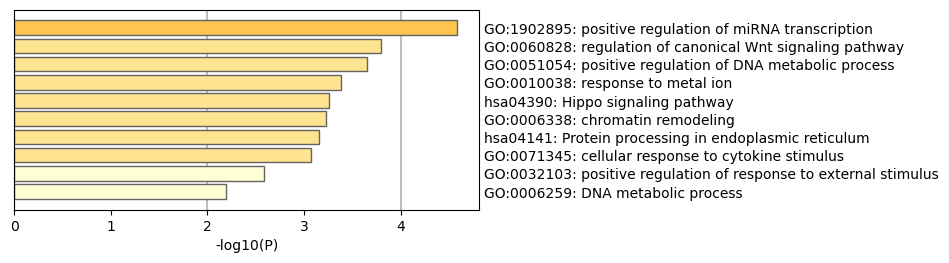 GO:1902895: positive regulation of miRNA transcription
GO:0060828: regulation of canonical Wnt signaling pathway
GO:0051054: positive regulation of DNA metabolic process
GO:0010038: response to metal ion
hsa04390: Hippo signaling pathway
GO:0006338: chromatin remodeling
hsa04141: Protein processing in endoplasmic reticulum
GO:0071345: cellular response to cytokine stimulus
GO:0032103: positive regulation of response to external stimulus
GO:0006259: DNA metabolic process
0 1 2 3 4
-log10(P)